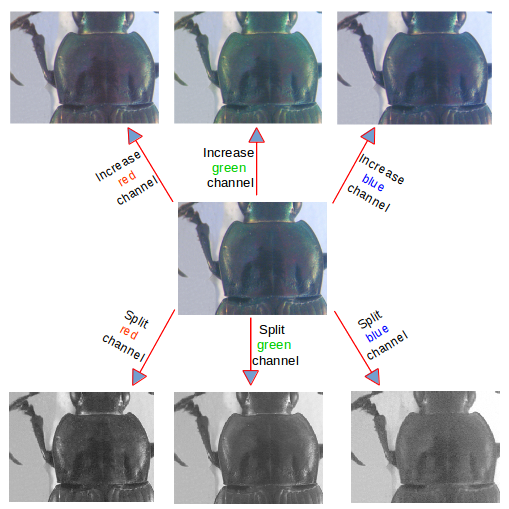 Increase
red
channel
Increase
green
channel
Increase
blue
channel
Split
red
channel
Split
green
channel
Split
blue
channel